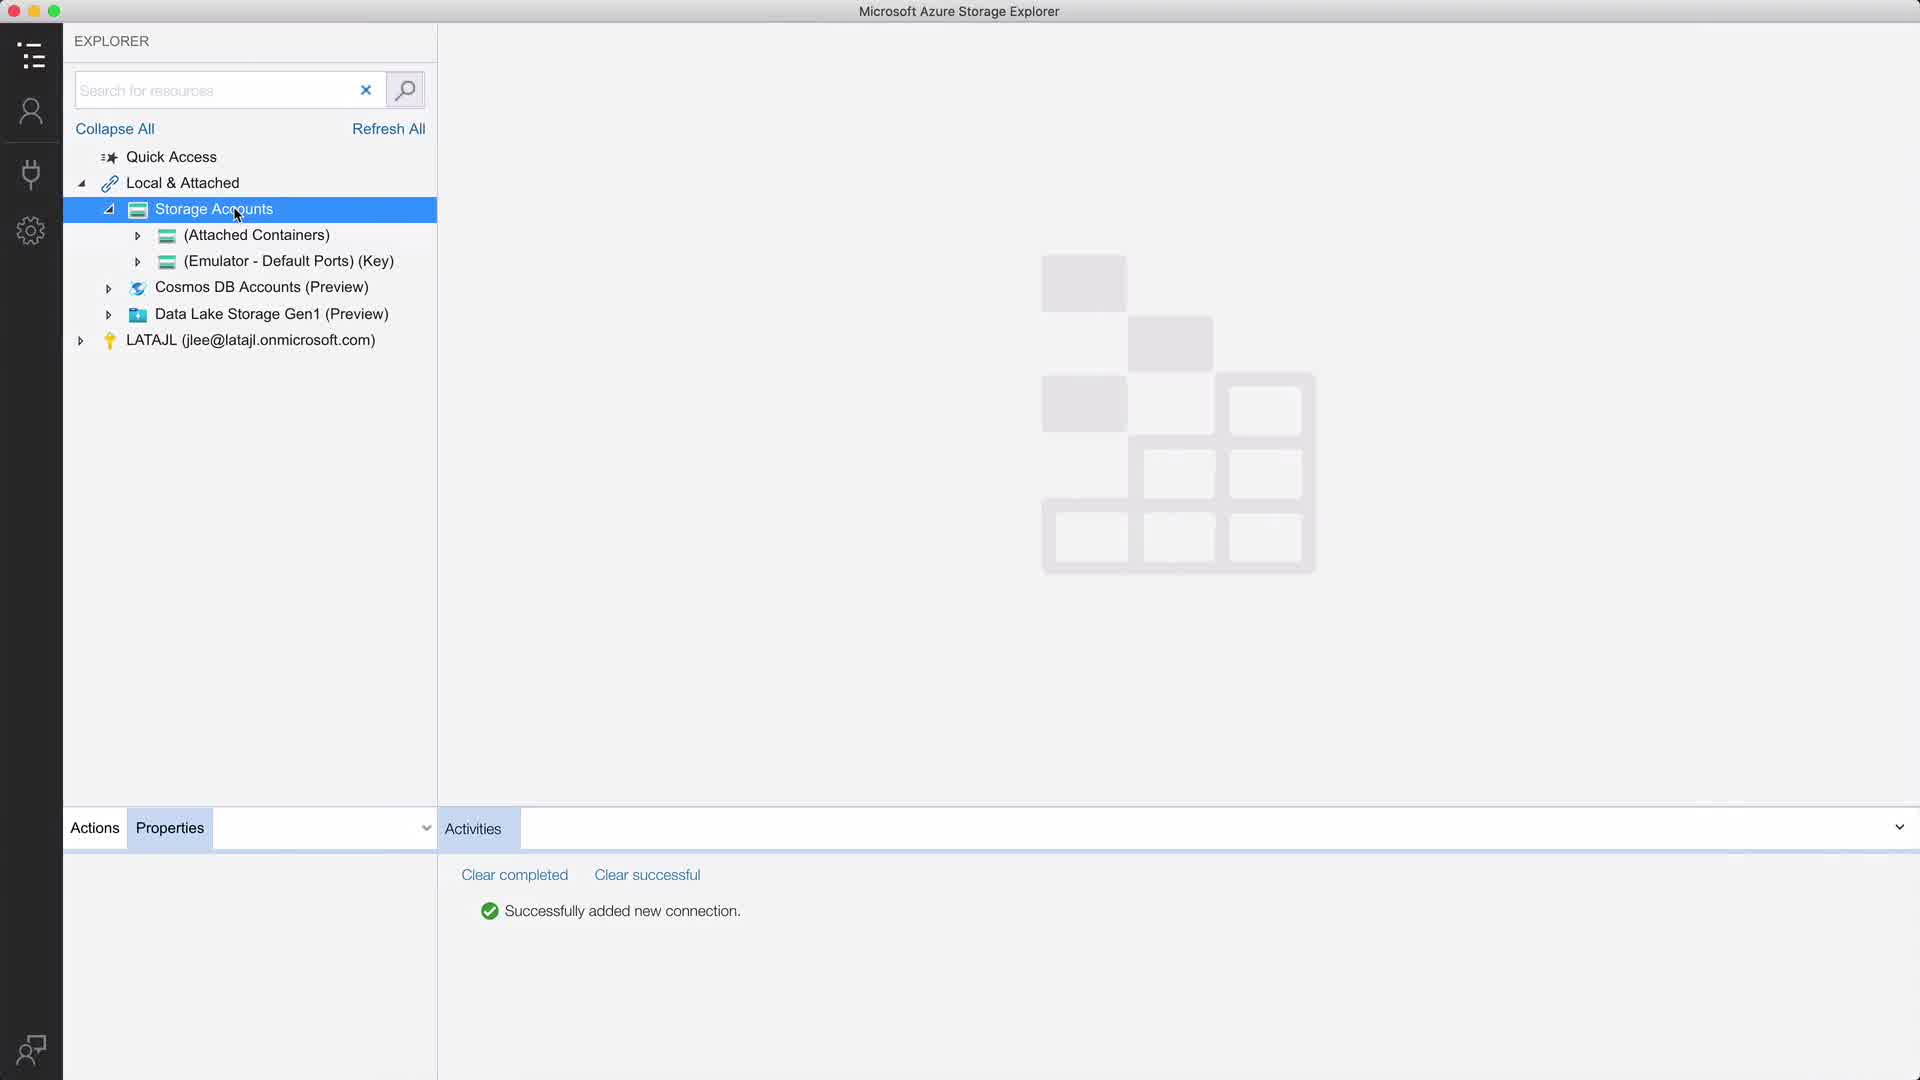 Microsoft Azure Storage Explorer
EXPLORER
Search for resources
Collapse All
Refresh All
Quick Access
Local & Attached
Storage Accounts
(Attached Containers)
(Emulator - Default Ports) (Key)
Cosmos DB Accounts (Preview)
Data Lake Storage Gen1 (Preview)
LATAJL (jlee@latajl.onmicrosoft.com)
Actions
Properties
Activities
Clear completed
Clear successful
Successfully added new connection.